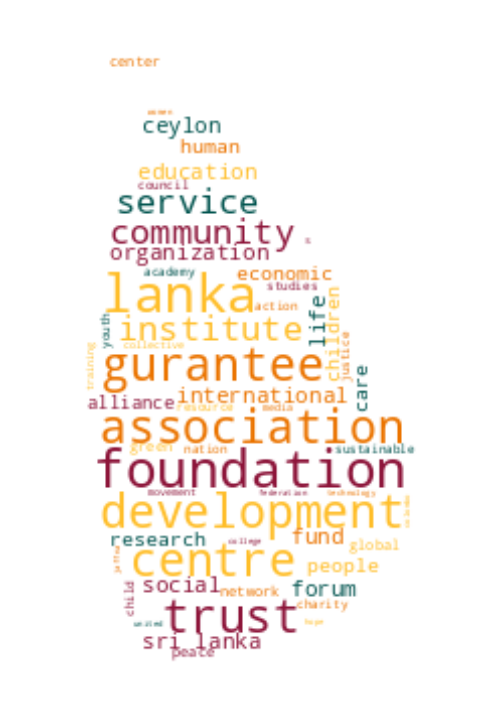 center
women
ceylon
human
education
council
service
community s
organization
academy economic
studies
lanka action
life children
youth institute
collective justice
training gurantee
care
international
alliance resource media
association
green nation sustainable
foundation
movement federation technology
development
research college fund
global
jaffna centre
people
child social network forum
charity
trust
united hope
sri lanka
peace